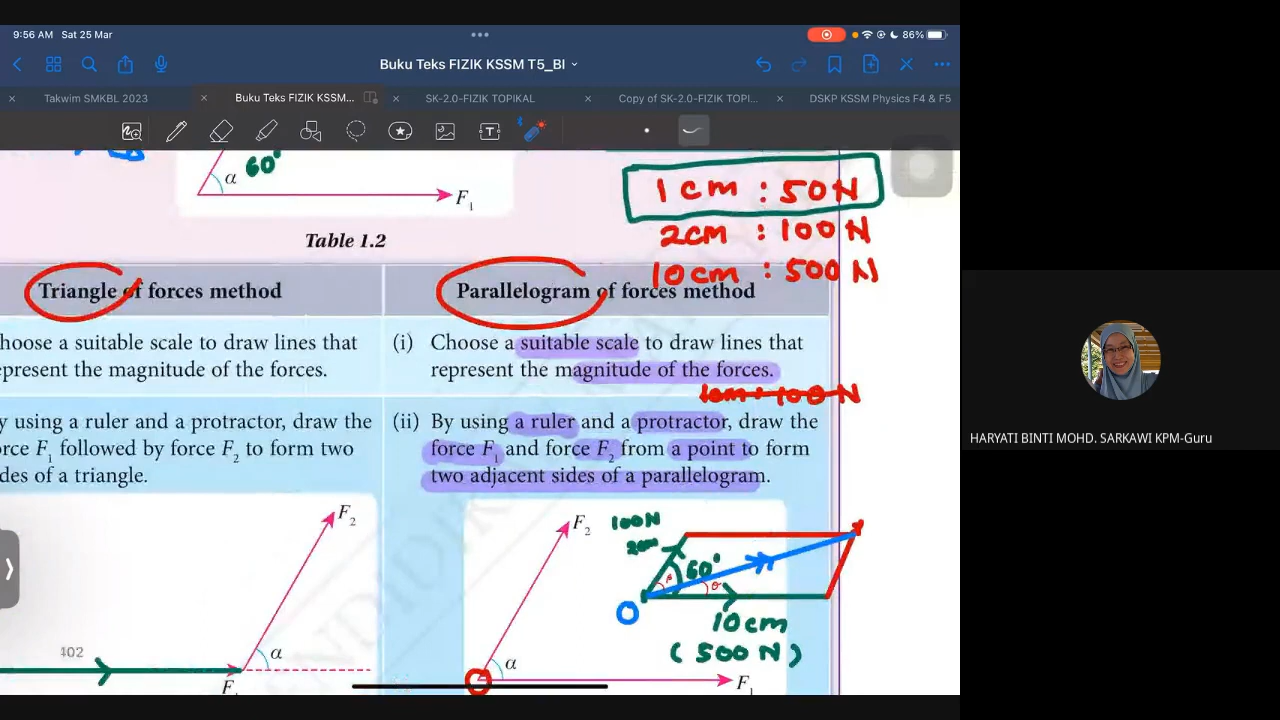 9:56 AM Sat 25 Mar
86%
Buku Teks FIZIK KSSM T5_BI
Takwim SMKBL 2023
Buku Teks FIZIK KSSM...
SK-2.0-FIZIK TOPIKAL
Copy of SK-2.0-FIZIK TOPI...
DSKP KSSM Physics F4 & F5
α 60°
F1
1 cm : 50 N
2cm : 100 N
10 cm : 500 N
Table 1.2
Triangle of forces method
Parallelogram of forces method
hoose a suitable scale to draw lines that
present the magnitude of the forces.
(i) Choose a suitable scale to draw lines that
represent the magnitude of the forces.
y using a ruler and a protractor, draw the
orce F1 followed by force F2 to form two
des of a triangle.
(ii) By using a ruler and a protractor, draw the
force F1 and force F2 from a point to form
two adjacent sides of a parallelogram.
F2
α
F1
102
F2
α
F1
100N
2cm
60°
θ
O
10cm
(500 N)
HARYATI BINTI MOHD. SARKAWI KPM-Guru